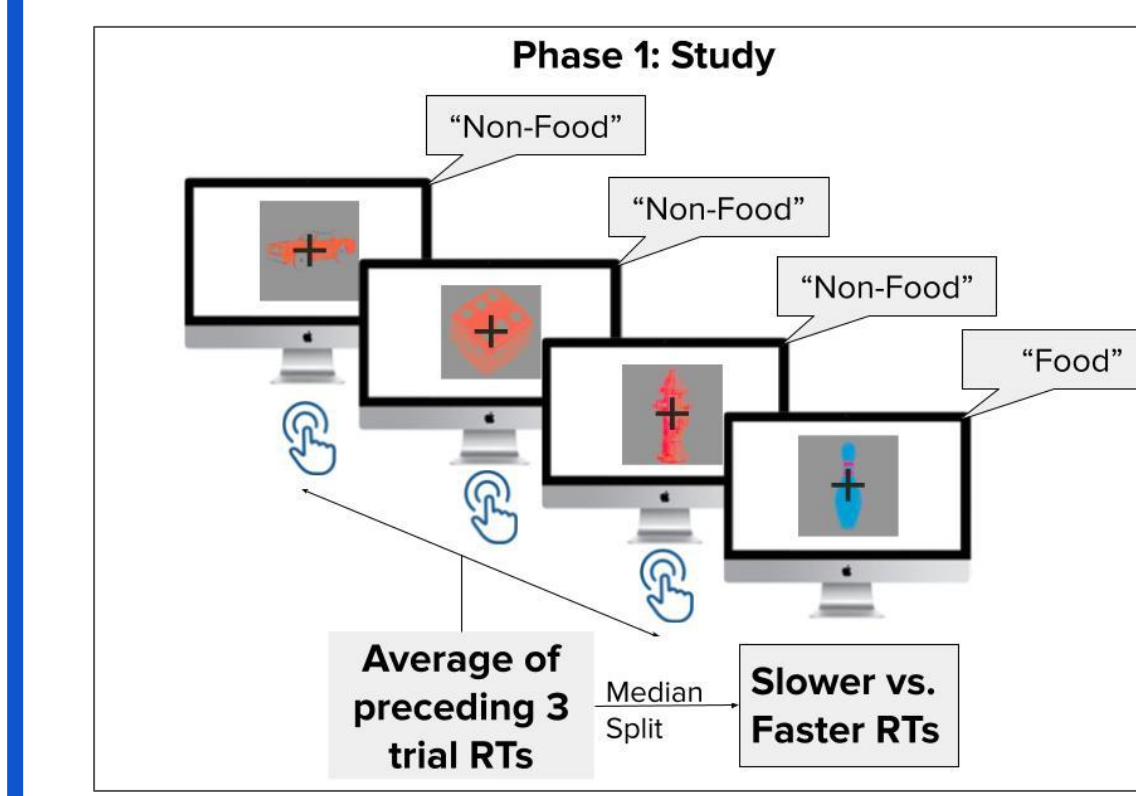 Phase 1: Study
“Non-Food”
“Non-Food”
“Non-Food”
“Food”
Average of
preceding 3
trial RTs
Median
Split
Slower vs.
Faster RTs